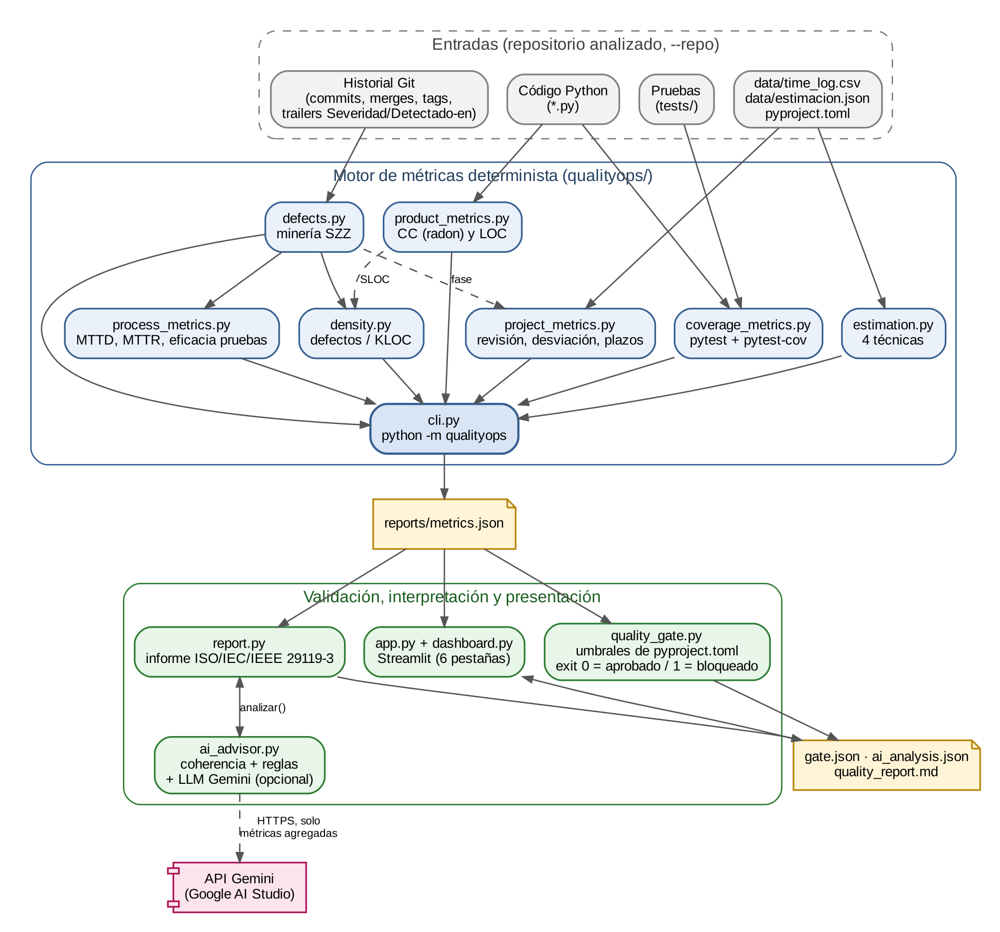 Entradas (repositorio analizado, --repo)
Historial Git
(commits, merges, tags,
trailers Severidad/Detectado-en)
Código Python
(*.py)
Pruebas
(tests/)
data/time_log.csv
data/estimacion.json
pyproject.toml
Motor de métricas determinista (qualityops/)
defects.py
minería SZZ
product_metrics.py
CC (radon) y LOC
SLOC
fase
process_metrics.py
MTTD, MTTR, eficacia pruebas
density.py
defectos / KLOC
project_metrics.py
revisión, desviación, plazos
coverage_metrics.py
pytest + pytest-cov
estimation.py
4 técnicas
cli.py
python -m qualityops
reports/metrics.json
Validación, interpretación y presentación
report.py
informe ISO/IEC/IEEE 29119-3
app.py + dashboard.py
Streamlit (6 pestañas)
quality_gate.py
umbrales de pyproject.toml
exit 0 = aprobado / 1 = bloqueado
analizar()
ai_advisor.py
coherencia + reglas
+ LLM Gemini (opcional)
gate.json · ai_analysis.json
quality_report.md
HTTPS, solo
métricas agregadas
API Gemini
(Google AI Studio)